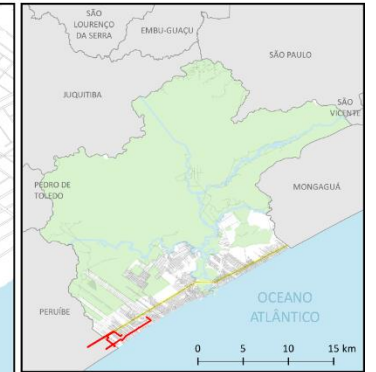 SÃO
LOURENÇO
DA SERRA
EMBU-GUAÇU
SÃO PAULO
JUQUITIBA
SÃO
VICENTE
PEDRO DE
TOLEDO
MONGAGUÁ
PERUÍBE
OCEANO
ATLÂNTICO
0 5 10 15 km